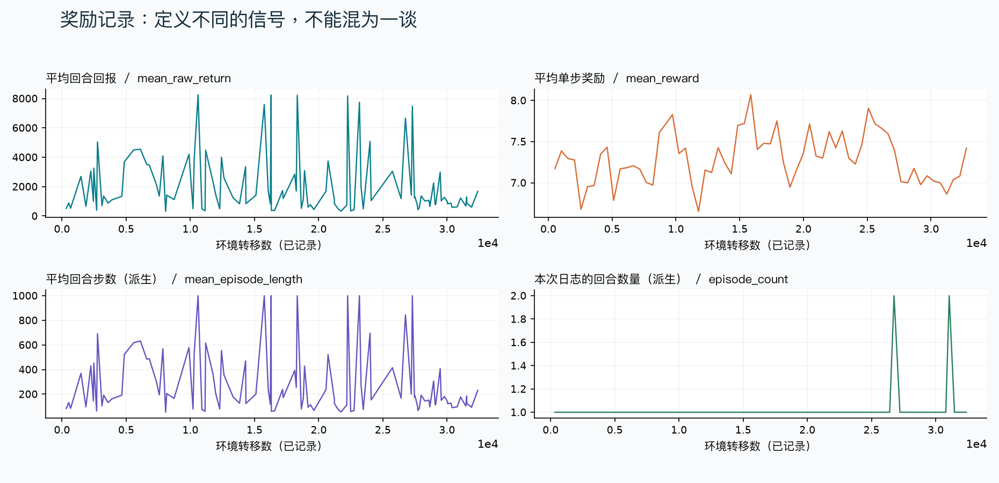 奖励记录：定义不同的信号，不能混为一谈
平均回合回报 / mean_raw_return
8000
6000
4000
2000
0
0.0 0.5 1.0 1.5 2.0 2.5 3.0
环境转移数（已记录） 1e4
平均单步奖励 / mean_reward
8.0
7.5
7.0
0.0 0.5 1.0 1.5 2.0 2.5 3.0
环境转移数（已记录） 1e4
平均回合步数（派生） / mean_episode_length
1000
800
600
400
200
0.0 0.5 1.0 1.5 2.0 2.5 3.0
环境转移数（已记录） 1e4
本次日志的回合数量（派生） / episode_count
2.0
1.8
1.6
1.4
1.2
1.0
0.0 0.5 1.0 1.5 2.0 2.5 3.0
环境转移数（已记录） 1e4